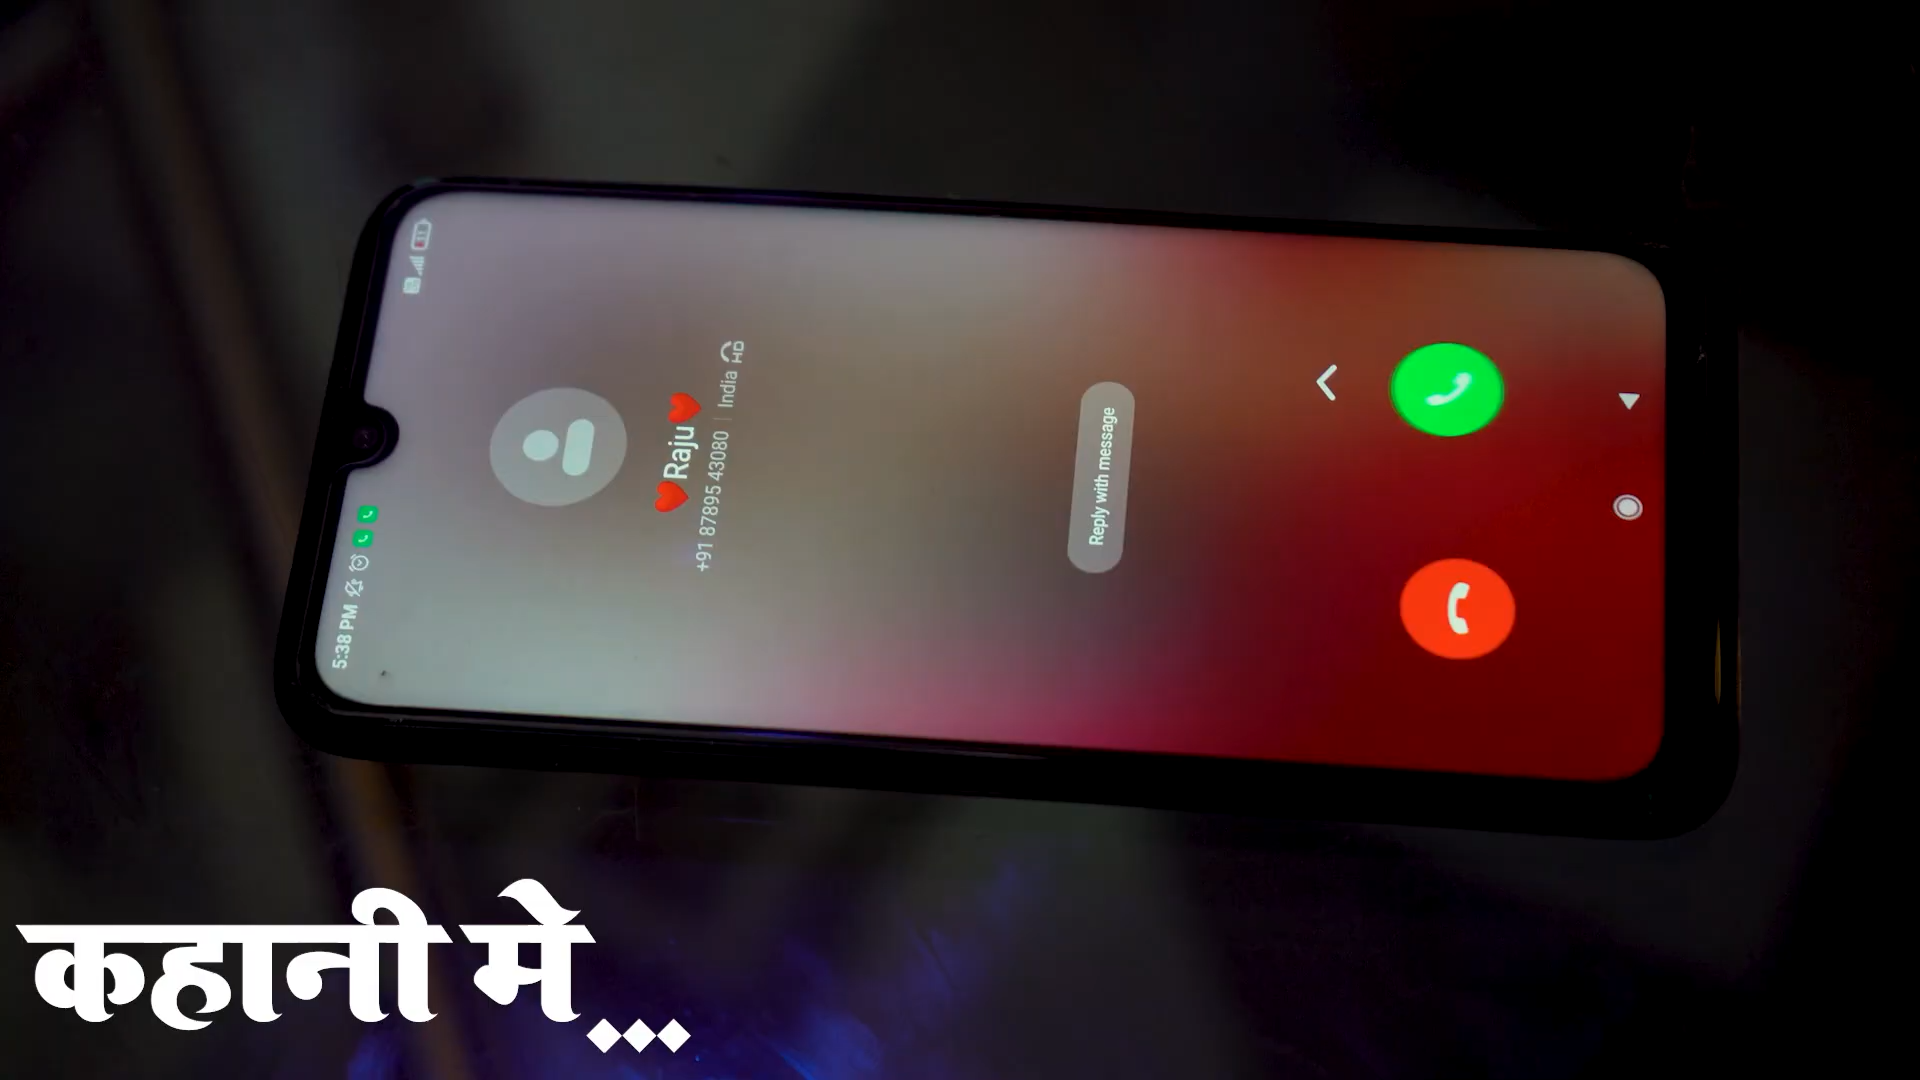 5:38 PM
❤️Raju❤️
+91 87895 43080 | India HD
Reply with message
कहानी में...